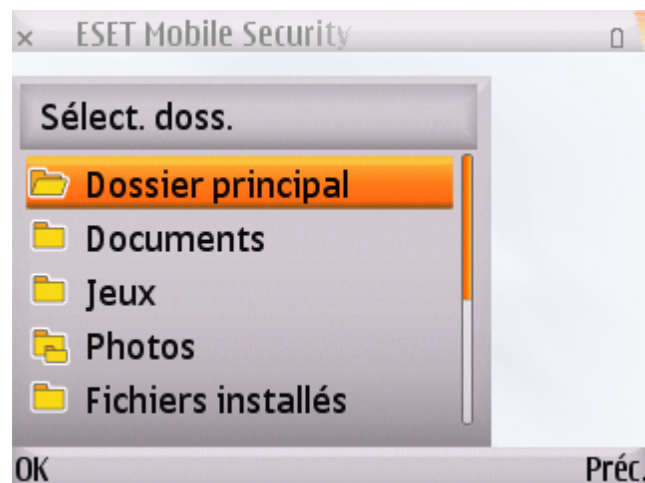 ESET Mobile Security
Sélect. doss.
Dossier principal
Documents
Jeux
Photos
Fichiers installés
OK Préc.